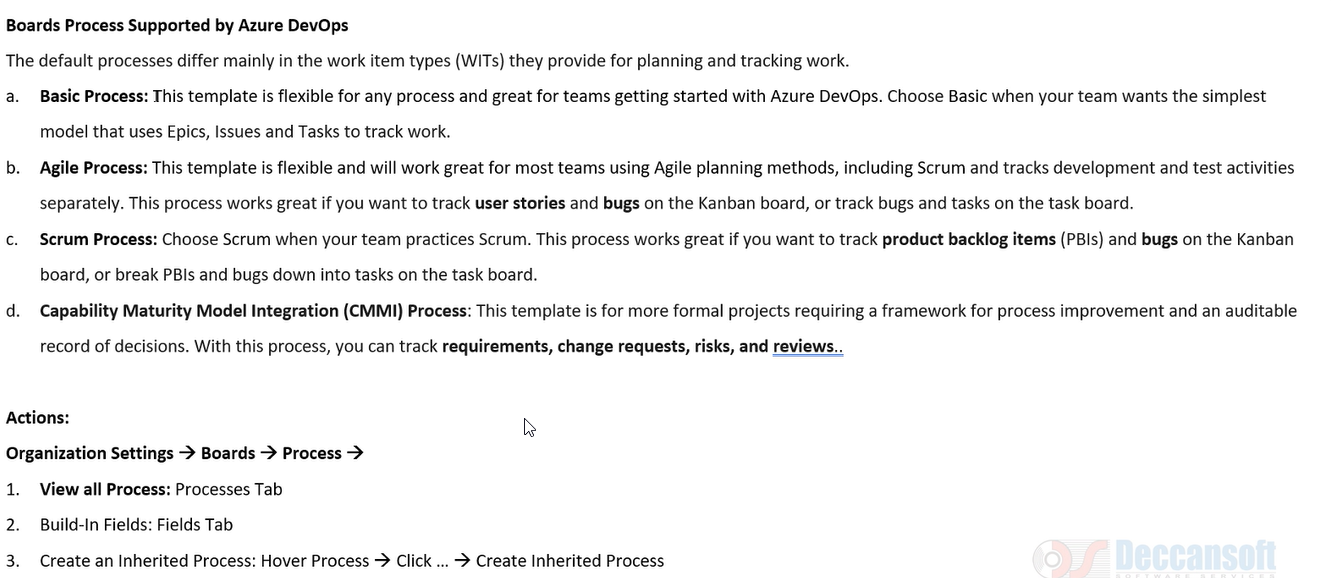 Boards Process Supported by Azure DevOps
The default processes differ mainly in the work item types (WITs) they provide for planning and tracking work.
a. Basic Process: This template is flexible for any process and great for teams getting started with Azure DevOps. Choose Basic when your team wants the simplest
model that uses Epics, Issues and Tasks to track work.
b. Agile Process: This template is flexible and will work great for most teams using Agile planning methods, including Scrum and tracks development and test activities
separately. This process works great if you want to track user stories and bugs on the Kanban board, or track bugs and tasks on the task board.
c. Scrum Process: Choose Scrum when your team practices Scrum. This process works great if you want to track product backlog items (PBIs) and bugs on the Kanban
board, or break PBIs and bugs down into tasks on the task board.
d. Capability Maturity Model Integration (CMMI) Process: This template is for more formal projects requiring a framework for process improvement and an auditable
record of decisions. With this process, you can track requirements, change requests, risks, and reviews..
Actions:
Organization Settings → Boards → Process →
1. View all Process: Processes Tab
2. Build-In Fields: Fields Tab
3. Create an Inherited Process: Hover Process → Click ... → Create Inherited Process
Deccansoft
SOFTWARE SERVICES